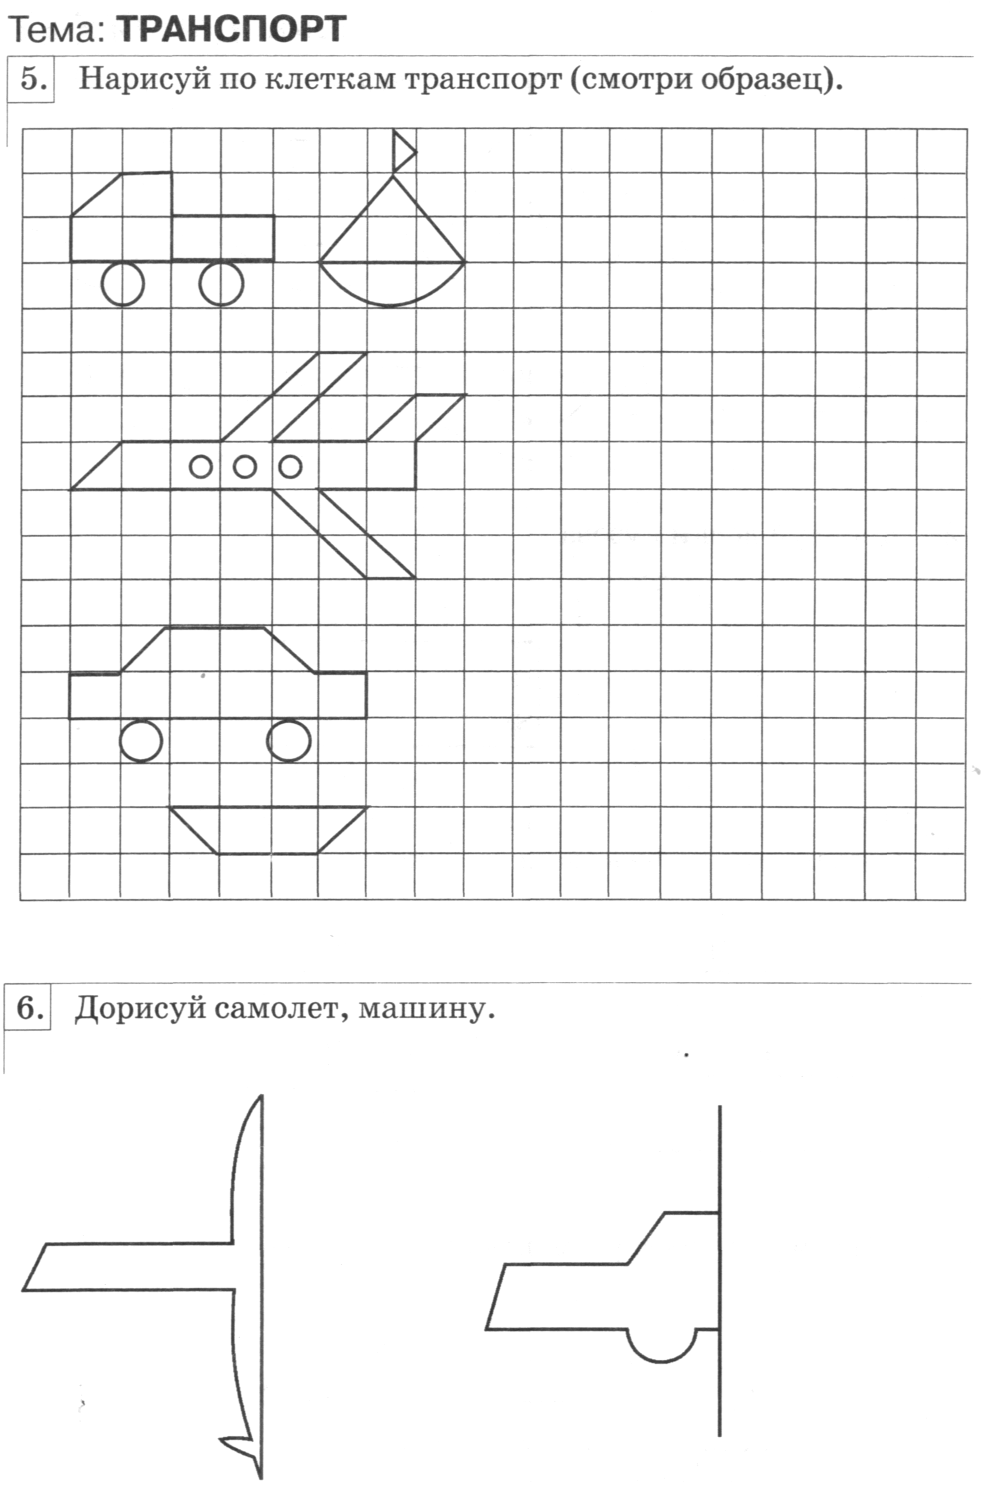 Тема: ТРАНСПОРТ
5. Нарисуй по клеткам транспорт (смотри образец).
6. Дорисуй самолет, машину.